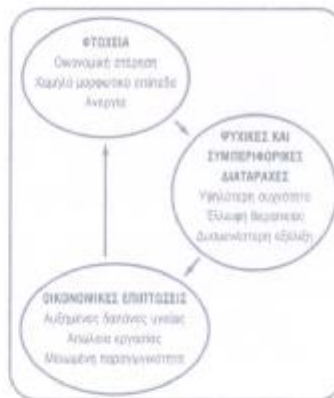 ΦΤΩΧΕΙΑ
Οικονομική στέρηση
Χαμηλό μορφωτικό επίπεδο
Ανεργία
ΨΥΧΙΚΕΣ ΚΑΙ
ΣΥΜΠΕΡΙΦΟΡΙΚΕΣ
ΔΙΑΤΑΡΑΧΕΣ
Υψηλότερη συχνότητα
Έλλειψη θεραπείας
Δυσμενέστερη εξέλιξη
ΟΙΚΟΝΟΜΙΚΕΣ ΕΠΙΠΤΩΣΕΙΣ
Αυξημένες δαπάνες υγείας
Απώλεια εργασίας
Μειωμένη παραγωγικότητα